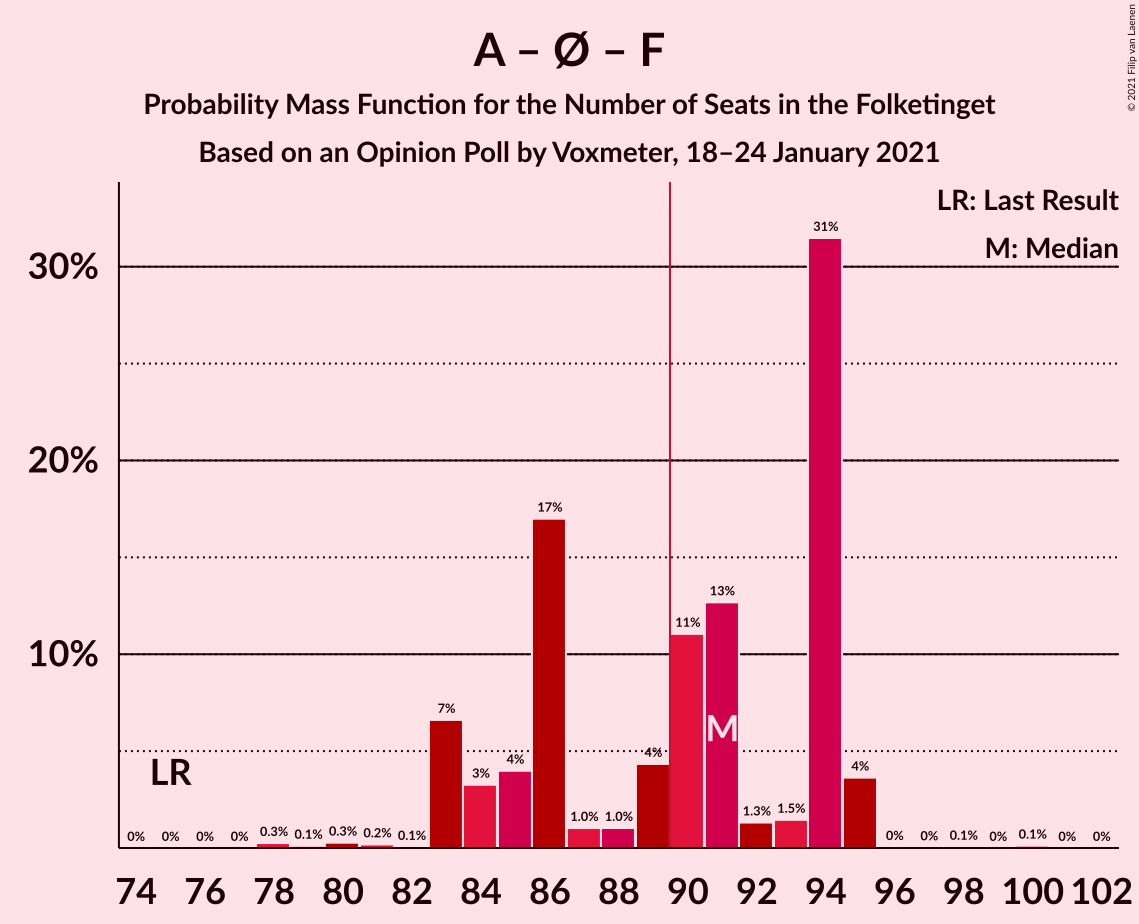 A – Ø – F
Probability Mass Function for the Number of Seats in the Folketinget
Based on an Opinion Poll by Voxmeter, 18–24 January 2021
© 2021 Filip van Laenen
LR: Last Result
M: Median
30%
20%
10%
LR
M
0% 0% 0% 0% 0.3% 0.1% 0.3% 0.2% 0.1% 7% 3% 4% 17% 1.0% 1.0% 4% 11% 13% 1.3% 1.5% 31% 4% 0% 0% 0.1% 0% 0.1% 0% 0%
74 76 78 80 82 84 86 88 90 92 94 96 98 100 102